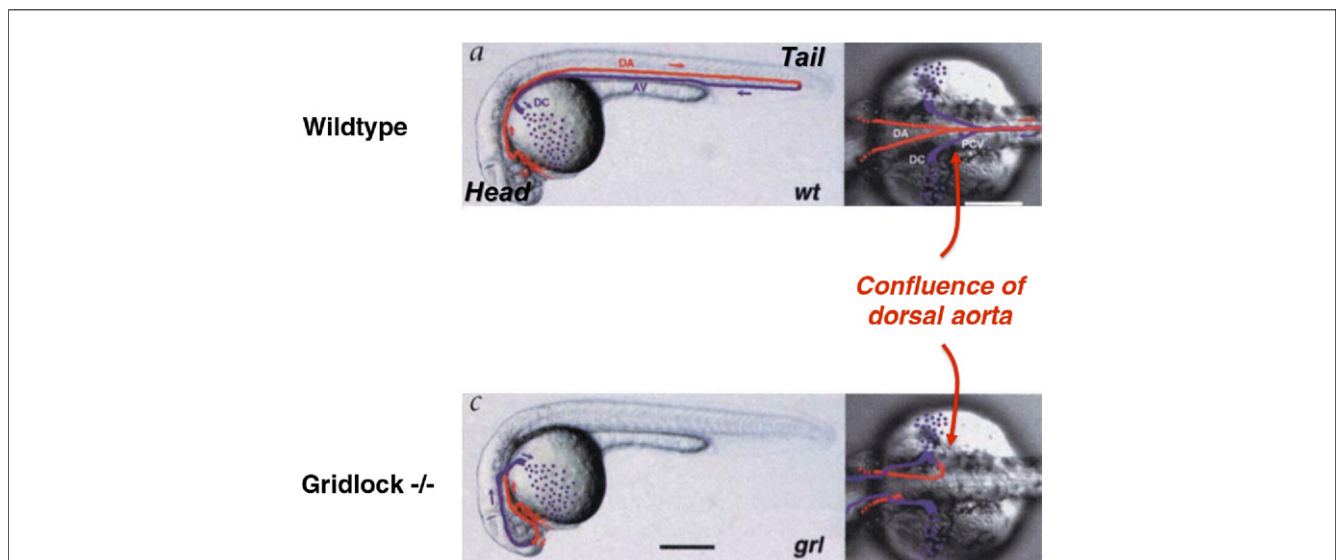 a
Tail
DA
AV
DC
Wildtype
Head
wt
DA
PCV
DC
Confluence of
dorsal aorta
c
Gridlock -/-
grl